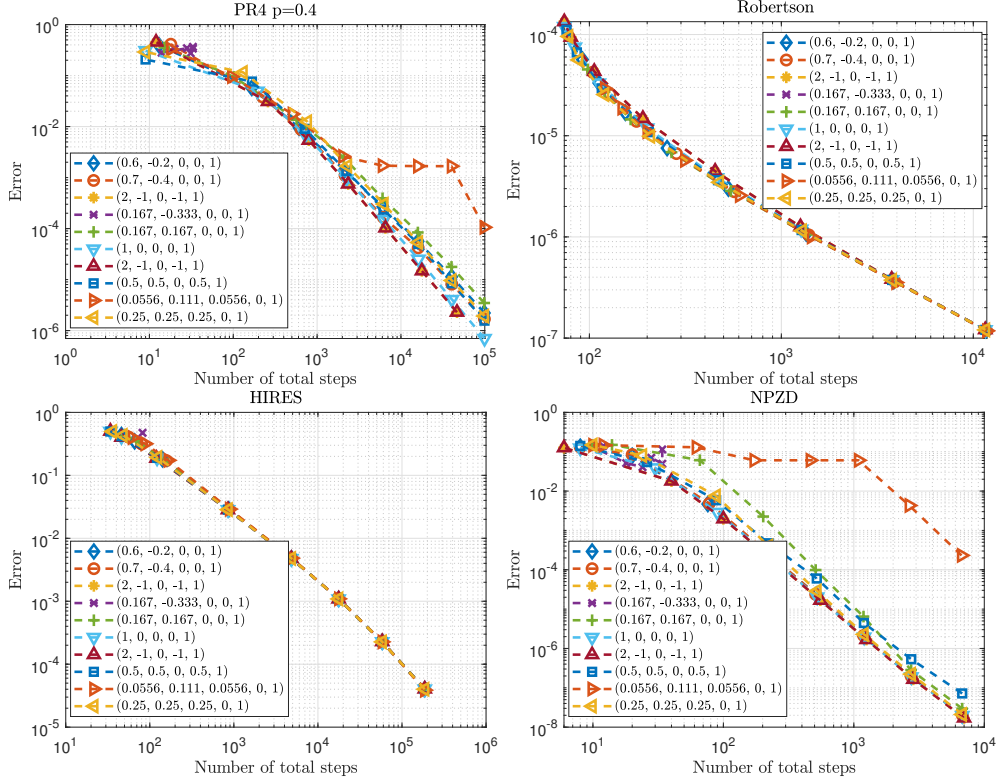 PR4 p=0.4
Error
10^0
10^-2
10^-4
10^-6
(0.6, -0.2, 0, 0, 1)
(0.7, -0.4, 0, 0, 1)
(2, -1, 0, -1, 1)
(0.167, -0.333, 0, 0, 1)
(0.167, 0.167, 0, 0, 1)
(1, 0, 0, 0, 1)
(2, -1, 0, -1, 1)
(0.5, 0.5, 0, 0.5, 1)
(0.0556, 0.111, 0.0556, 0, 1)
(0.25, 0.25, 0.25, 0, 1)
10^0 10^1 10^2 10^3 10^4 10^5
Number of total steps
Robertson
Error
10^-4
10^-5
10^-6
10^-7
(0.6, -0.2, 0, 0, 1)
(0.7, -0.4, 0, 0, 1)
(2, -1, 0, -1, 1)
(0.167, -0.333, 0, 0, 1)
(0.167, 0.167, 0, 0, 1)
(1, 0, 0, 0, 1)
(2, -1, 0, -1, 1)
(0.5, 0.5, 0, 0.5, 1)
(0.0556, 0.111, 0.0556, 0, 1)
(0.25, 0.25, 0.25, 0, 1)
10^2 10^3 10^4
Number of total steps
HIRES
Error
10^0
10^-1
10^-2
10^-3
10^-4
10^-5
(0.6, -0.2, 0, 0, 1)
(0.7, -0.4, 0, 0, 1)
(2, -1, 0, -1, 1)
(0.167, -0.333, 0, 0, 1)
(0.167, 0.167, 0, 0, 1)
(1, 0, 0, 0, 1)
(2, -1, 0, -1, 1)
(0.5, 0.5, 0, 0.5, 1)
(0.0556, 0.111, 0.0556, 0, 1)
(0.25, 0.25, 0.25, 0, 1)
10^1 10^2 10^3 10^4 10^5 10^6
Number of total steps
NPZD
Error
10^0
10^-2
10^-4
10^-6
10^-8
(0.6, -0.2, 0, 0, 1)
(0.7, -0.4, 0, 0, 1)
(2, -1, 0, -1, 1)
(0.167, -0.333, 0, 0, 1)
(0.167, 0.167, 0, 0, 1)
(1, 0, 0, 0, 1)
(2, -1, 0, -1, 1)
(0.5, 0.5, 0, 0.5, 1)
(0.0556, 0.111, 0.0556, 0, 1)
(0.25, 0.25, 0.25, 0, 1)
10^1 10^2 10^3 10^4
Number of total steps